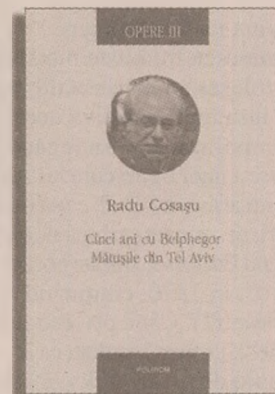 OPERE III
Radu Cosașu
Cinci ani cu Belphegor
Mătușile din Tel Aviv
POLIROM